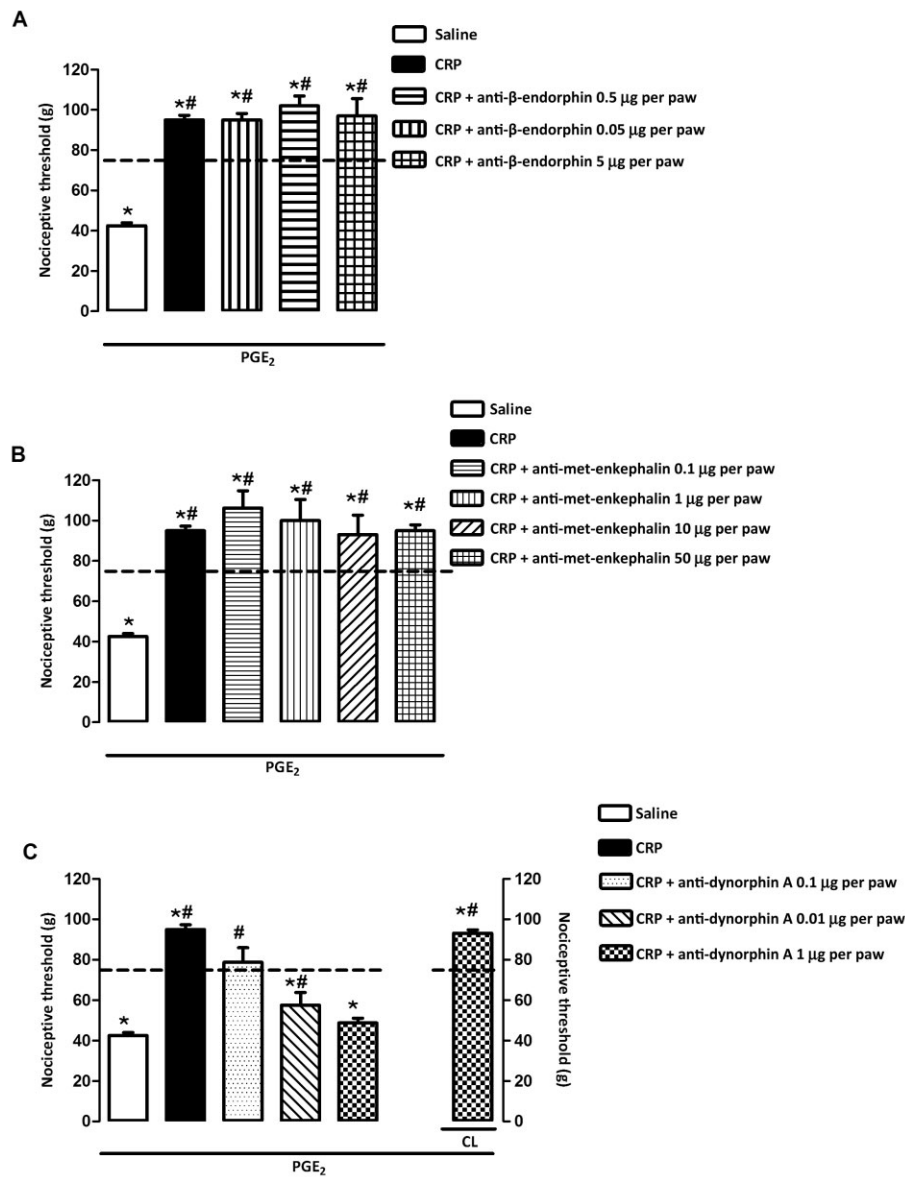 A
Saline
CRP
CRP + anti-β-endorphin 0.5 μg per paw
CRP + anti-β-endorphin 0.05 μg per paw
CRP + anti-β-endorphin 5 μg per paw
Nociceptive threshold (g)
120
100
80
60
40
20
0
*
*#
*#
*#
*#
PGE₂
B
Saline
CRP
CRP + anti-met-enkephalin 0.1 μg per paw
CRP + anti-met-enkephalin 1 μg per paw
CRP + anti-met-enkephalin 10 μg per paw
CRP + anti-met-enkephalin 50 μg per paw
Nociceptive threshold (g)
120
100
80
60
40
20
0
*
*#
*#
*#
*#
*#
PGE₂
C
Saline
CRP
CRP + anti-dynorphin A 0.1 μg per paw
CRP + anti-dynorphin A 0.01 μg per paw
CRP + anti-dynorphin A 1 μg per paw
Nociceptive threshold (g)
120
100
80
60
40
20
0
*
*#
#
*#
*
*#
120
100
80
60
40
20
0
Nociceptive threshold (g)
CL
PGE₂